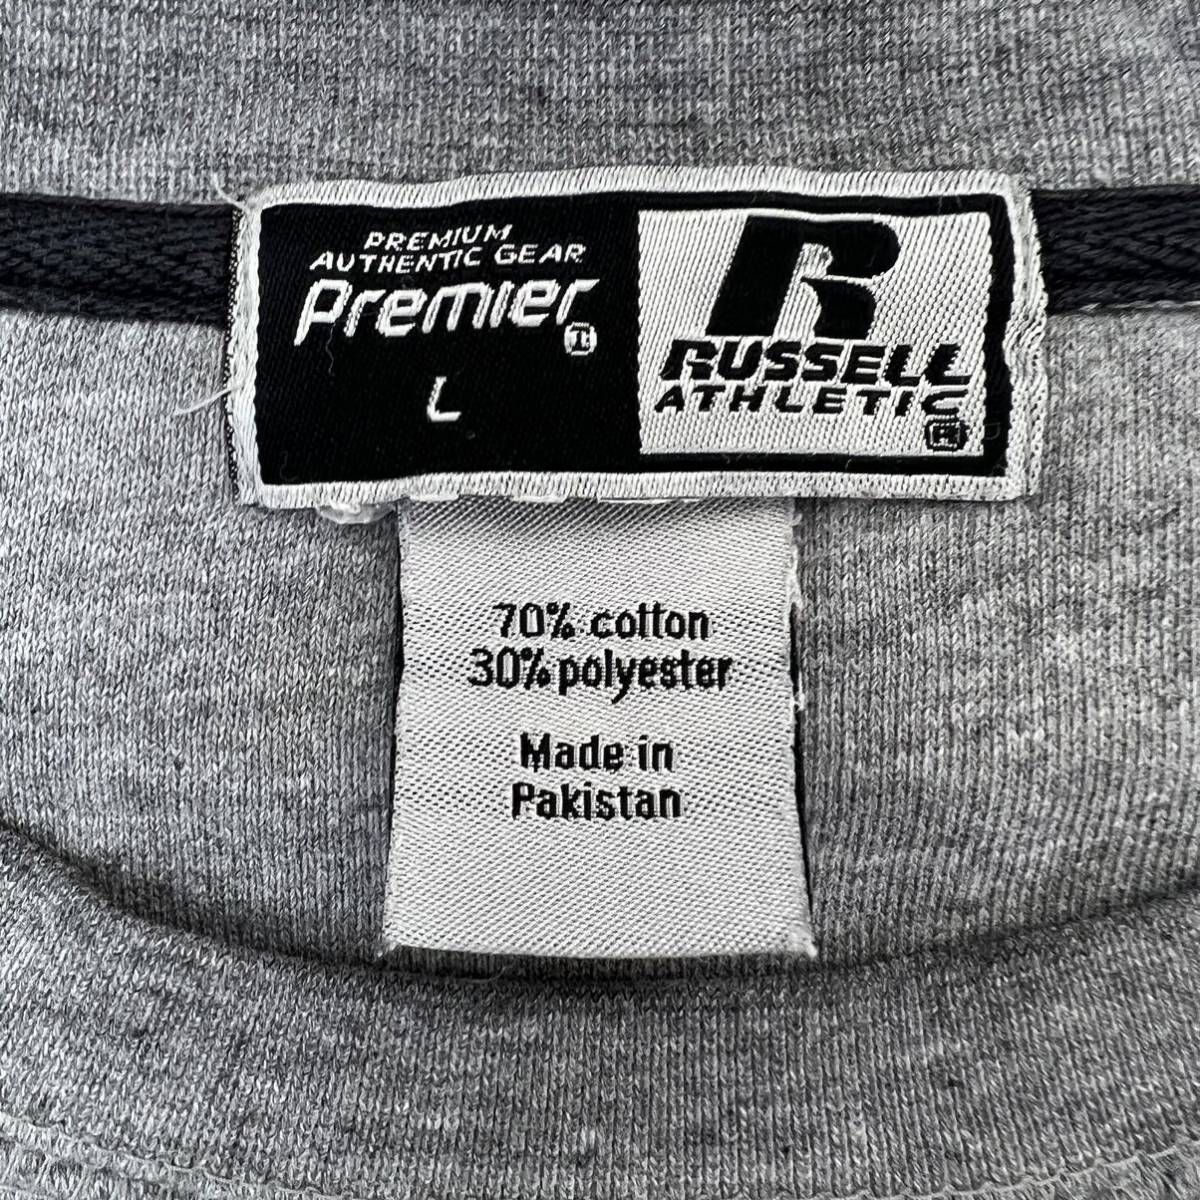 PREMIUM
AUTHENTIC GEAR
Premier®
L
R
RUSSELL
ATHLETIC
®
70% cotton
30% polyester
Made in
Pakistan